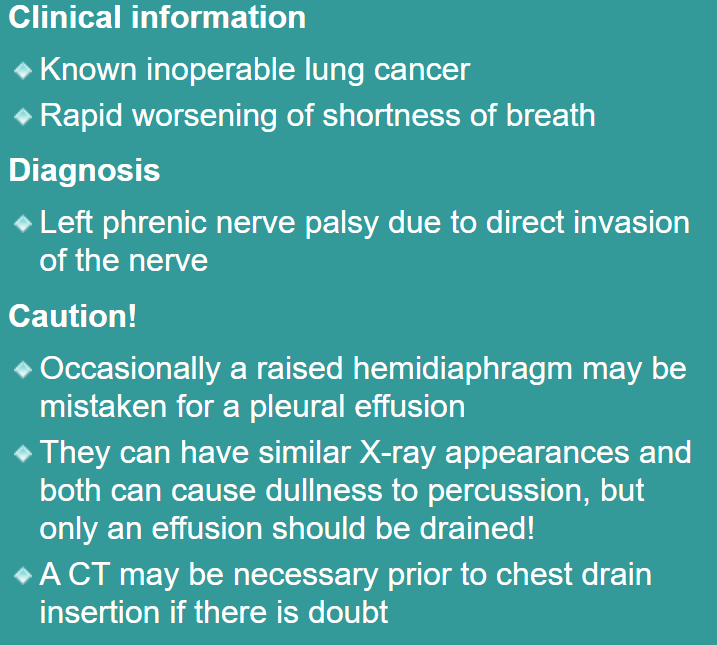 Clinical information
Known inoperable lung cancer
Rapid worsening of shortness of breath
Diagnosis
Left phrenic nerve palsy due to direct invasion
of the nerve
Caution!
Occasionally a raised hemidiaphragm may be
mistaken for a pleural effusion
They can have similar X-ray appearances and
both can cause dullness to percussion, but
only an effusion should be drained!
A CT may be necessary prior to chest drain
insertion if there is doubt